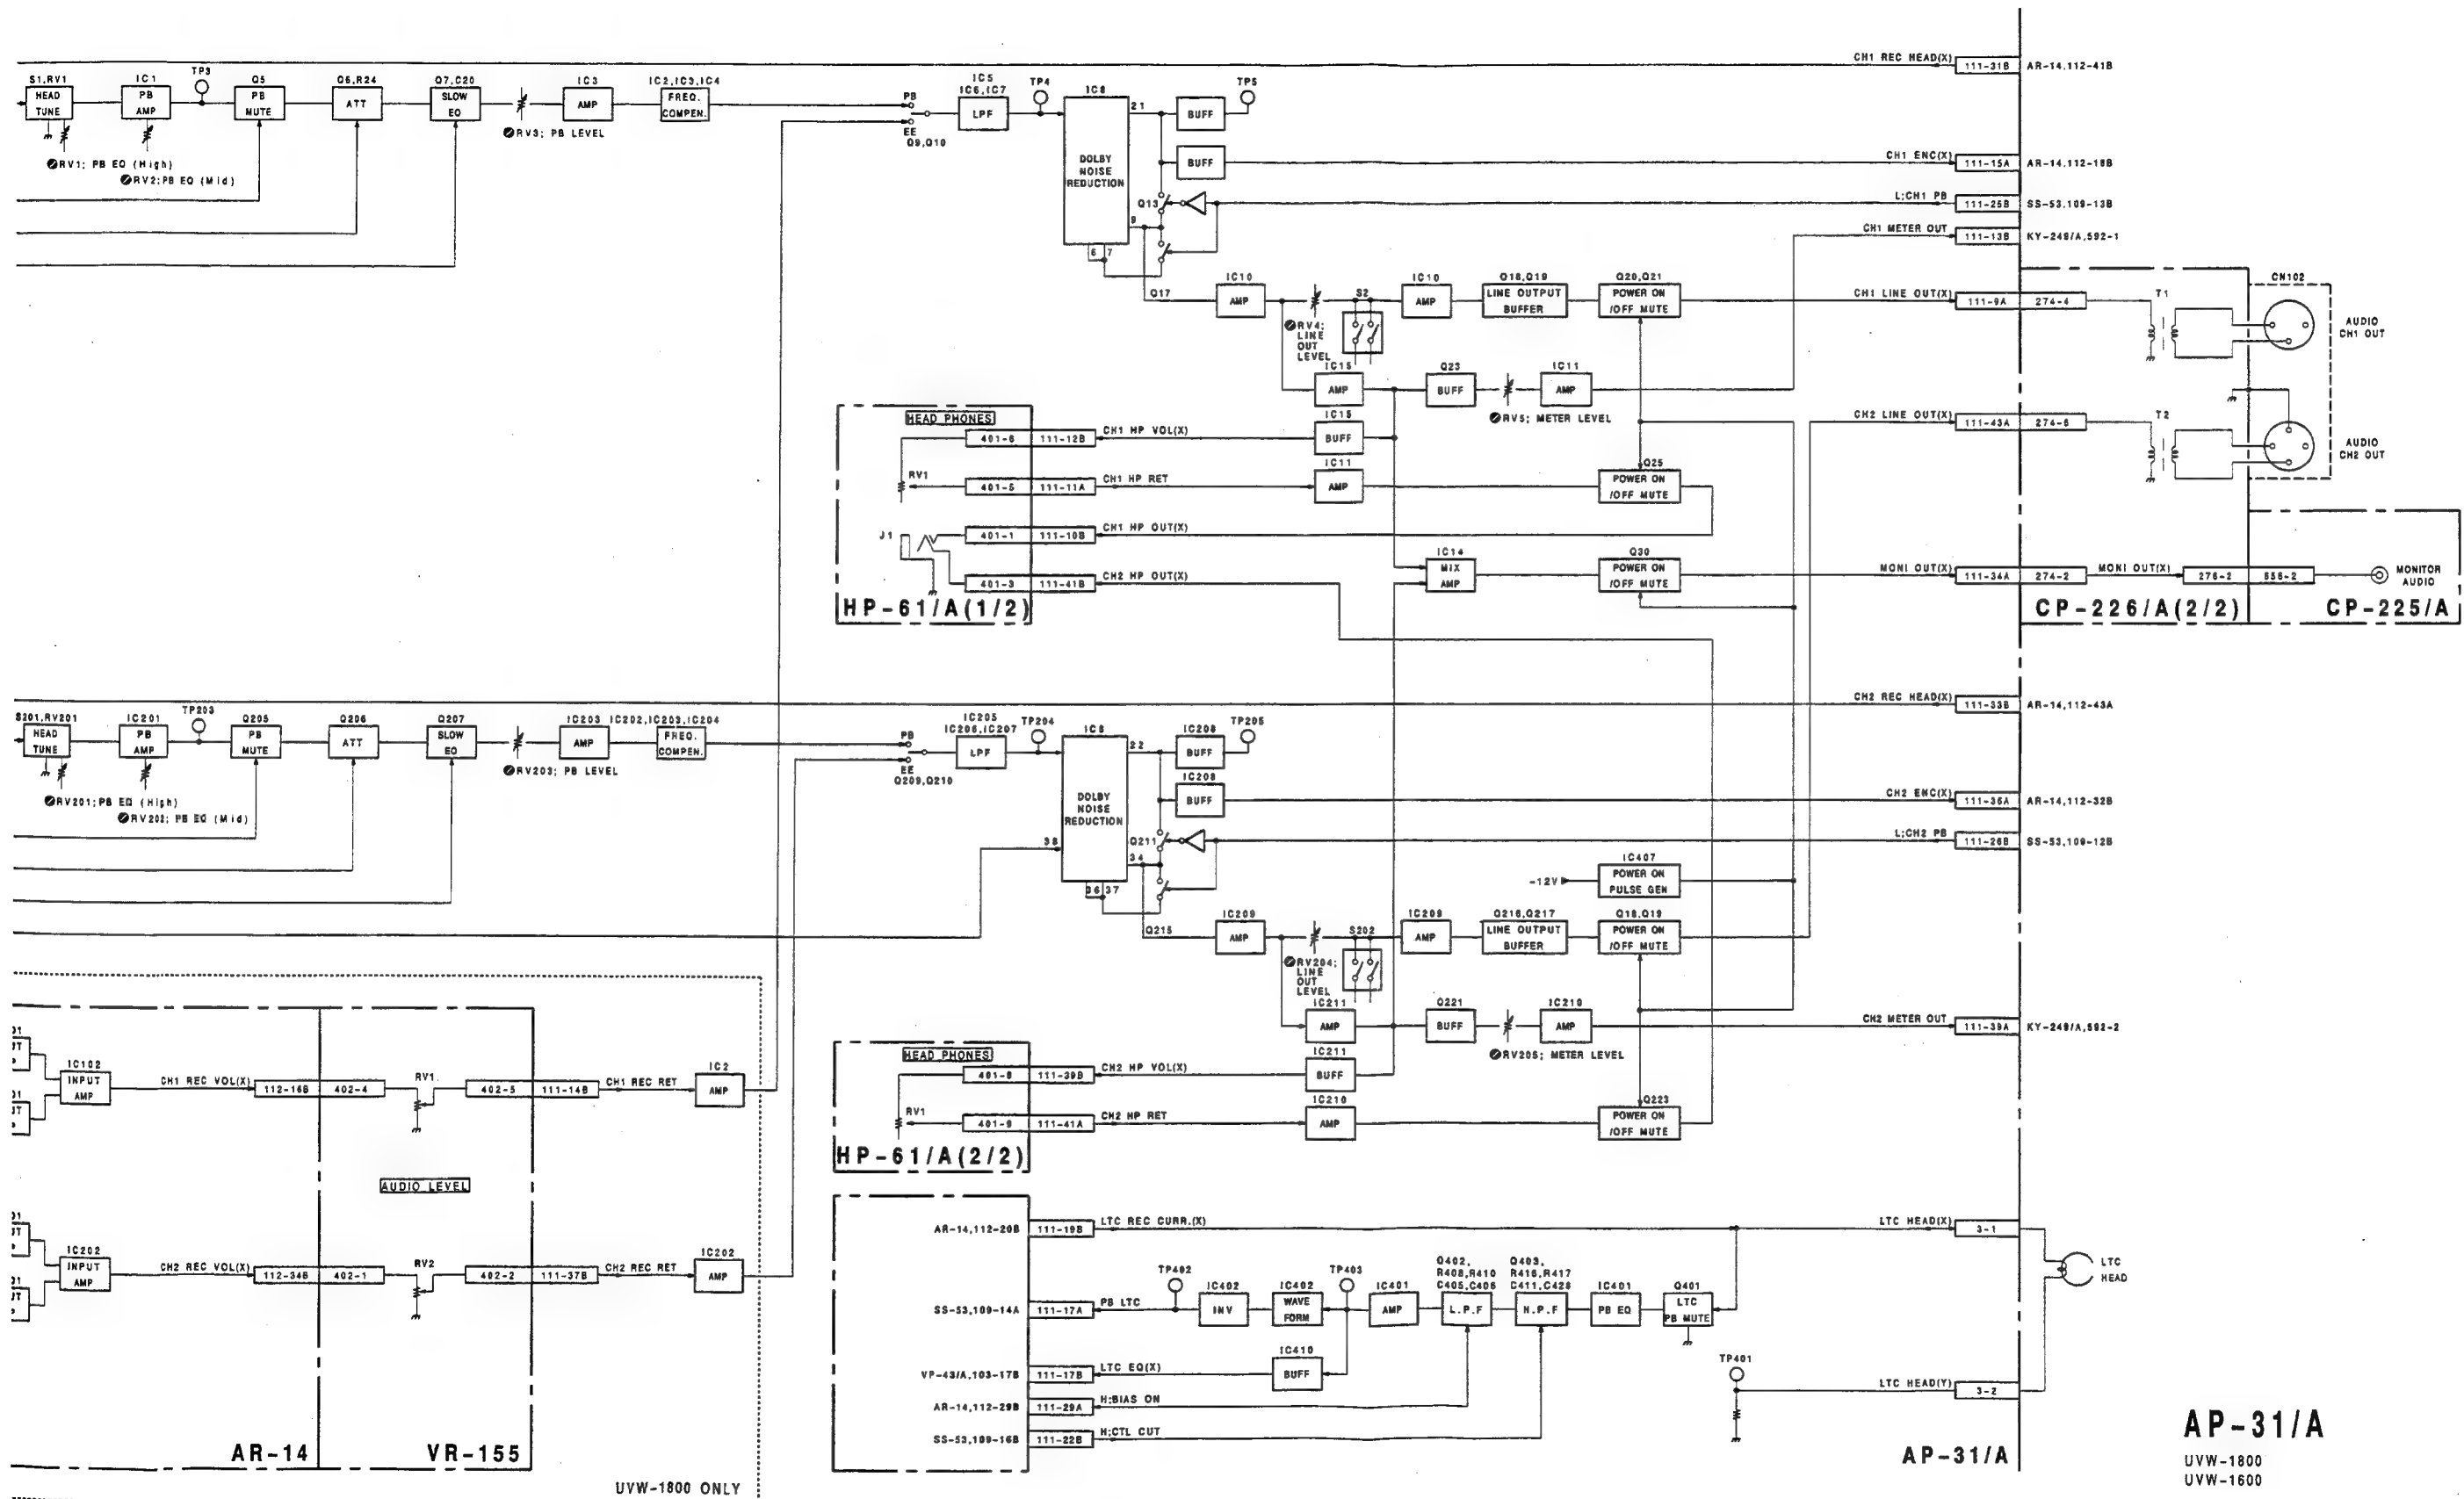 CH1 REC HEAD(X)
111-31B
AR-14,112-41B
S1,RV1
HEAD
TUNE
IC1
PB
AMP
TP3
Q5
PB
MUTE
Q6,R24
ATT
Q7,C20
SLOW
EQ
RV3; PB LEVEL
IC3
AMP
IC2,IC3,IC4
FREQ.
COMPEN.
RV1; PB EQ (High)
RV2;PB EQ (Mid)
PB
EE
Q9,Q10
IC5
IC6,IC7
LPF
TP4
IC8
DOLBY
NOISE
REDUCTION
21
9
6
7
BUFF
TP5
BUFF
CH1 ENC(X)
111-15A
AR-14,112-18B
Q13
L;CH1 PB
111-25B
SS-53,109-13B
CH1 METER OUT
111-13B
KY-249/A,592-1
Q17
IC10
AMP
RV4;
LINE
OUT
LEVEL
S2
IC10
AMP
Q18,Q19
LINE OUTPUT
BUFFER
Q20,Q21
POWER ON
/OFF MUTE
CH1 LINE OUT(X)
111-9A
274-4
T1
CN102
AUDIO
CH1 OUT
IC15
AMP
Q23
BUFF
RV5; METER LEVEL
IC11
AMP
CH2 LINE OUT(X)
111-43A
274-6
T2
AUDIO
CH2 OUT
HEAD PHONES
401-6
111-12B
CH1 HP VOL(X)
IC15
BUFF
RV1
401-5
111-11A
CH1 HP RET
IC11
AMP
Q25
POWER ON
/OFF MUTE
J1
401-1
111-10B
CH1 HP OUT(X)
401-3
111-41B
CH2 HP OUT(X)
HP-61/A(1/2)
IC14
MIX
AMP
Q30
POWER ON
/OFF MUTE
MONI OUT(X)
111-34A
274-2
MONI OUT(X)
276-2
556-2
MONITOR
AUDIO
CP-226/A(2/2)
CP-225/A
CH2 REC HEAD(X)
111-33B
AR-14,112-43A
S201,RV201
HEAD
TUNE
IC201
PB
AMP
TP203
Q205
PB
MUTE
Q206
ATT
Q207
SLOW
EQ
RV203; PB LEVEL
IC203
AMP
IC202,IC203,IC204
FREQ.
COMPEN.
RV201;PB EQ (High)
RV202; PB EQ (Mid)
PB
EE
Q209,Q210
IC205
IC206,IC207
LPF
TP204
IC8
DOLBY
NOISE
REDUCTION
22
34
38
36
37
IC208
BUFF
TP205
IC208
BUFF
CH2 ENC(X)
111-36A
AR-14,112-32B
Q211
L;CH2 PB
111-26B
SS-53,109-12B
-12V
IC407
POWER ON
PULSE GEN
Q215
IC209
AMP
RV204;
LINE
OUT
LEVEL
S202
IC209
AMP
Q216,Q217
LINE OUTPUT
BUFFER
Q18,Q19
POWER ON
/OFF MUTE
IC211
AMP
Q221
BUFF
RV205; METER LEVEL
IC210
AMP
CH2 METER OUT
111-39A
KY-249/A,592-2
HEAD PHONES
401-8
111-39B
CH2 HP VOL(X)
IC211
BUFF
RV1
401-9
111-41A
CH2 HP RET
IC210
AMP
Q223
POWER ON
/OFF MUTE
HP-61/A(2/2)
IC102
INPUT
AMP
CH1 REC VOL(X)
112-16B
402-4
RV1
402-5
111-14B
CH1 REC RET
IC2
AMP
AUDIO LEVEL
IC202
INPUT
AMP
CH2 REC VOL(X)
112-34B
402-1
RV2
402-2
111-37B
CH2 REC RET
IC202
AMP
AR-14
VR-155
UVW-1800 ONLY
AR-14,112-20B
111-19B
LTC REC CURR.(X)
LTC HEAD(X)
3-1
LTC
HEAD
SS-53,109-14A
111-17A
PB LTC
TP402
IC402
INV
IC402
WAVE
FORM
TP403
IC401
AMP
Q402,
R408,R410
C405,C406
L.P.F
Q403,
R416,R417
C411,C428
H.P.F
IC401
PB EQ
Q401
LTC
PB MUTE
VP-43/A,103-17B
111-17B
LTC EQ(X)
IC410
BUFF
AR-14,112-29B
111-29A
H;BIAS ON
SS-53,109-16B
111-22B
H;CTL CUT
TP401
LTC HEAD(Y)
3-2
AP-31/A
AP-31/A
UVW-1800
UVW-1600